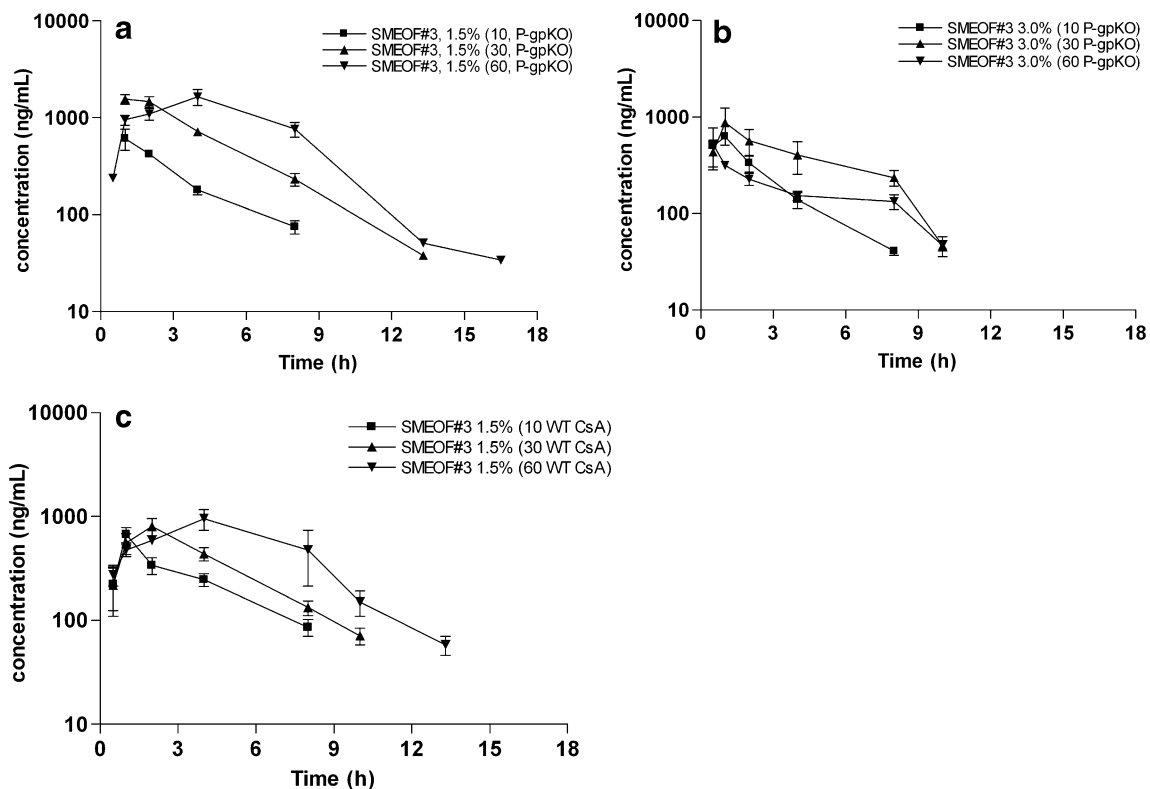 a
SMEOF#3, 1.5% (10, P-gpKO)
SMEOF#3, 1.5% (30, P-gpKO)
SMEOF#3, 1.5% (60, P-gpKO)
concentration (ng/mL)
10000
1000
100
10
0 3 6 9 12 15 18
Time (h)
b
SMEOF#3 3.0% (10 P-gpKO)
SMEOF#3 3.0% (30 P-gpKO)
SMEOF#3 3.0% (60 P-gpKO)
concentration (ng/mL)
10000
1000
100
10
0 3 6 9 12 15 18
Time (h)
c
SMEOF#3 1.5% (10 WT CsA)
SMEOF#3 1.5% (30 WT CsA)
SMEOF#3 1.5% (60 WT CsA)
concentration (ng/mL)
10000
1000
100
10
0 3 6 9 12 15 18
Time (h)